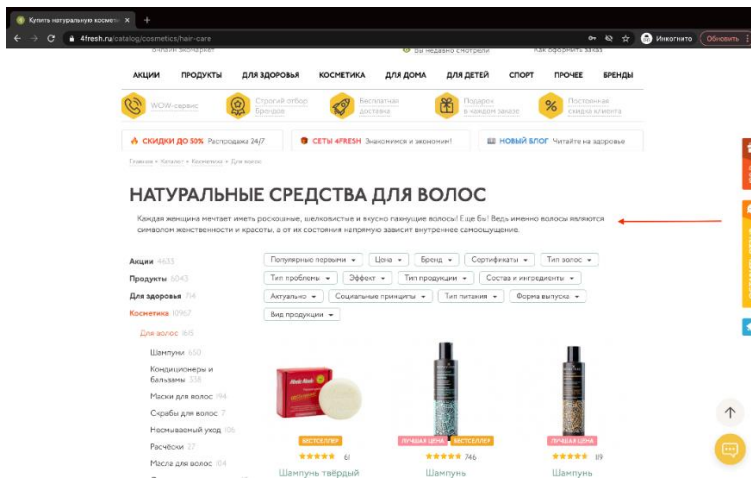 Купить натуральную космети
4fresh.ru/catalog/cosmetics/hair-care
Инкогнито
Обновить
онлайн экомаркет
Вы недавно смотрели
Как оформить заказ
АКЦИИ ПРОДУКТЫ ДЛЯ ЗДОРОВЬЯ КОСМЕТИКА ДЛЯ ДОМА ДЛЯ ДЕТЕЙ СПОРТ ПРОЧЕЕ БРЕНДЫ
WOW-сервис
Строгий отбор брендов
Бесплатная доставка
Подарок в каждом заказе
%
Постоянная скидка клиента
СКИДКИ ДО 50% Распродажа 24/7
СЕТЫ 4FRESH Знакомимся и экономим!
НОВЫЙ БЛОГ Читайте на здоровье
Главная » Каталог » Косметика » Для волос
НАТУРАЛЬНЫЕ СРЕДСТВА ДЛЯ ВОЛОС
Каждая женщина мечтает иметь роскошные, шелковистые и вкусно пахнущие волосы! Еще бы! Ведь именно волосы являются
символом женственности и красоты, а от их состояния напрямую зависит внутреннее самоощущение.
Акции 4633
Продукты 6043
Для здоровья 714
Косметика 10967
Для волос 1615
Шампуни 450
Кондиционеры и
бальзамы 338
Маски для волос 194
Скрабы для волос 7
Несмываемый уход 106
Расчёски 27
Масла для волос 104
Популярные первыми Цена Бренд Сертификаты Тип волос
Тип проблемы Эффект Тип продукции Состав и ингредиенты
Актуально Социальные принципы Тип питания Форма выпуска
Вид продукции
БЕСТСЕЛЛЕР
ЛУЧШАЯ ЦЕНА БЕСТСЕЛЛЕР
ЛУЧШАЯ ЦЕНА
61
746
119
Шампунь твёрдый
Шампунь
Шампунь